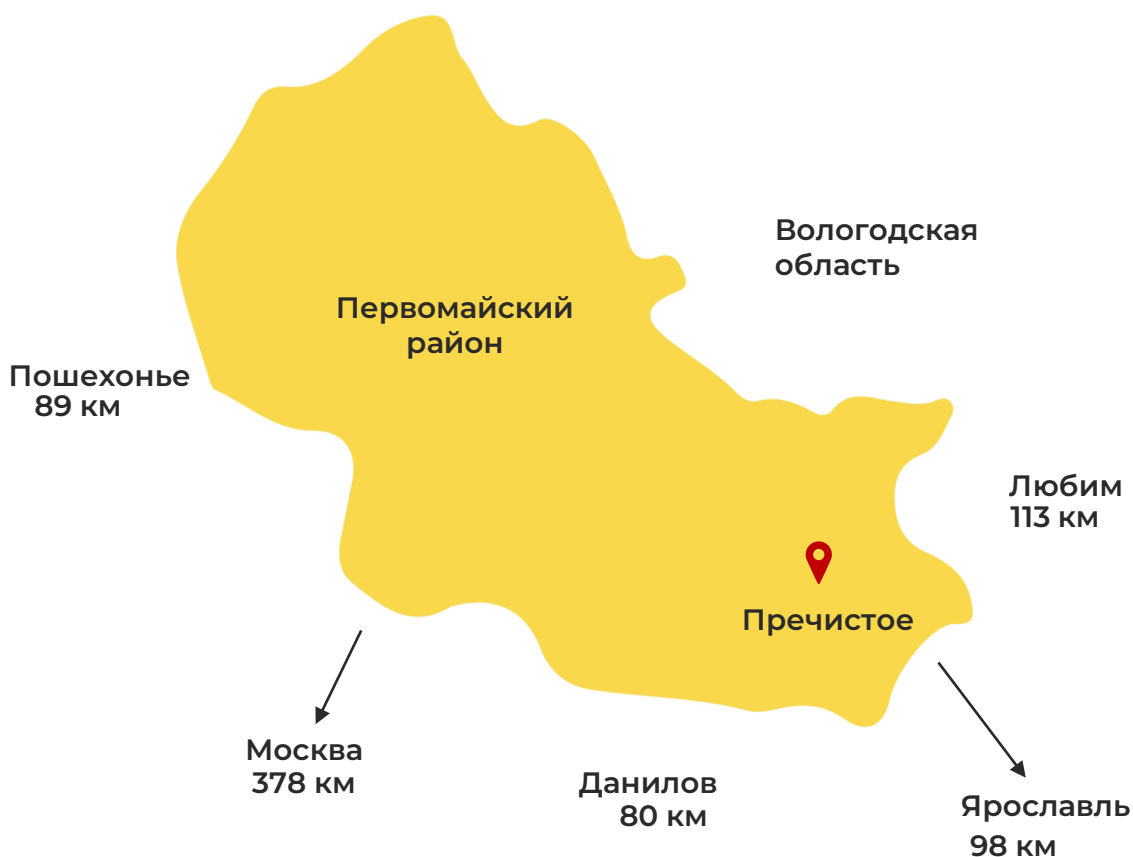 Вологодская
область
Первомайский
район
Пошехонье
89 км
Любим
113 км
Пречистое
Москва
378 км
Данилов
80 км
Ярославль
98 км